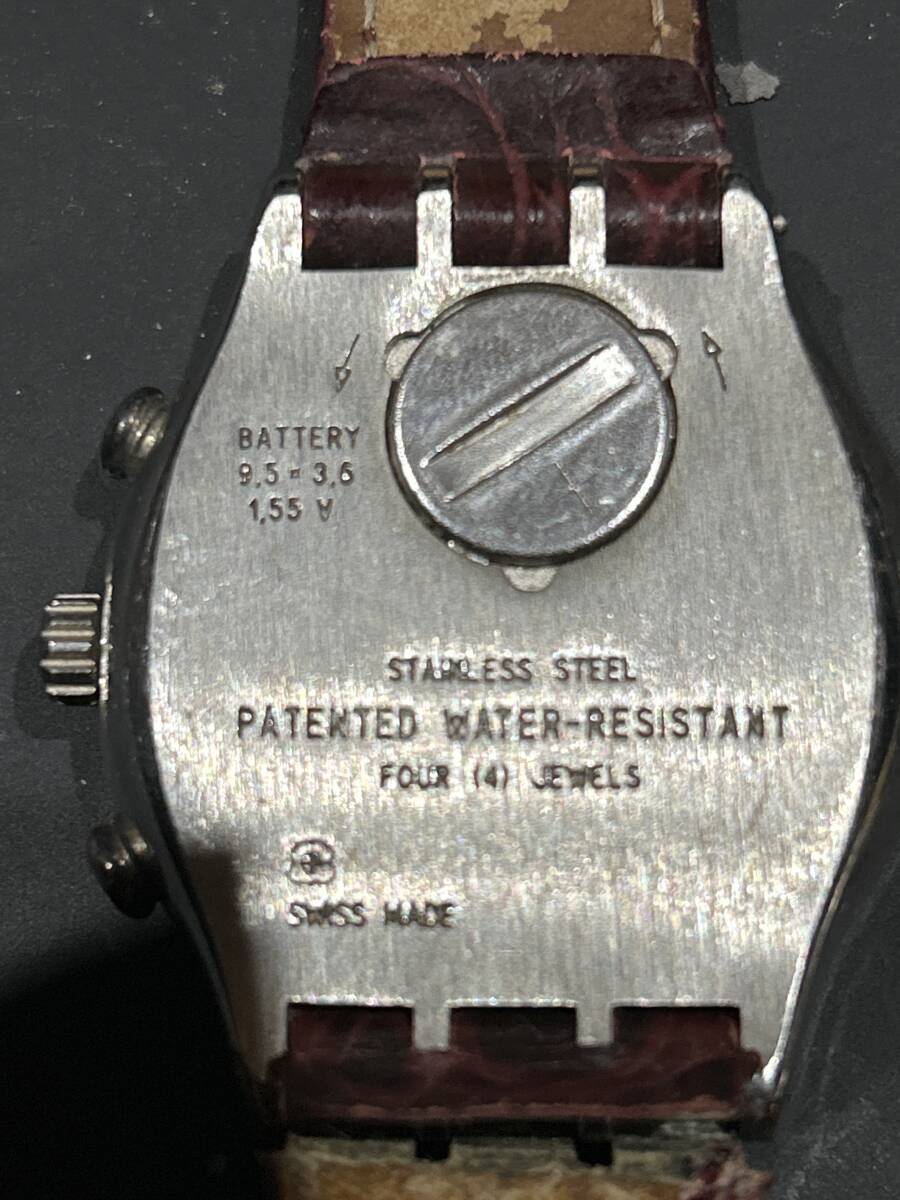 BATTERY
9,5 × 3,6
1,55 V
STAINLESS STEEL
PATENTED WATER-RESISTANT
FOUR (4) JEWELS
SWISS MADE